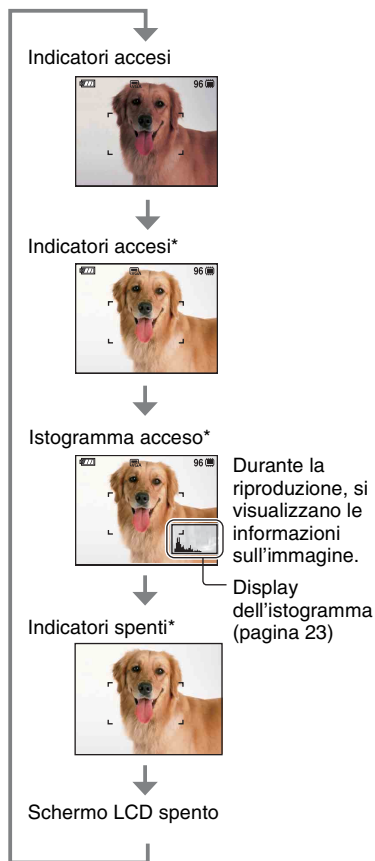 Indicatori accesi
96
Indicatori accesi*
96
Istogramma acceso*
96
Durante la
riproduzione, si
visualizzano le
informazioni
sull'immagine.
Display
dell'istogramma
(pagina 23)
Indicatori spenti*
Schermo LCD spento